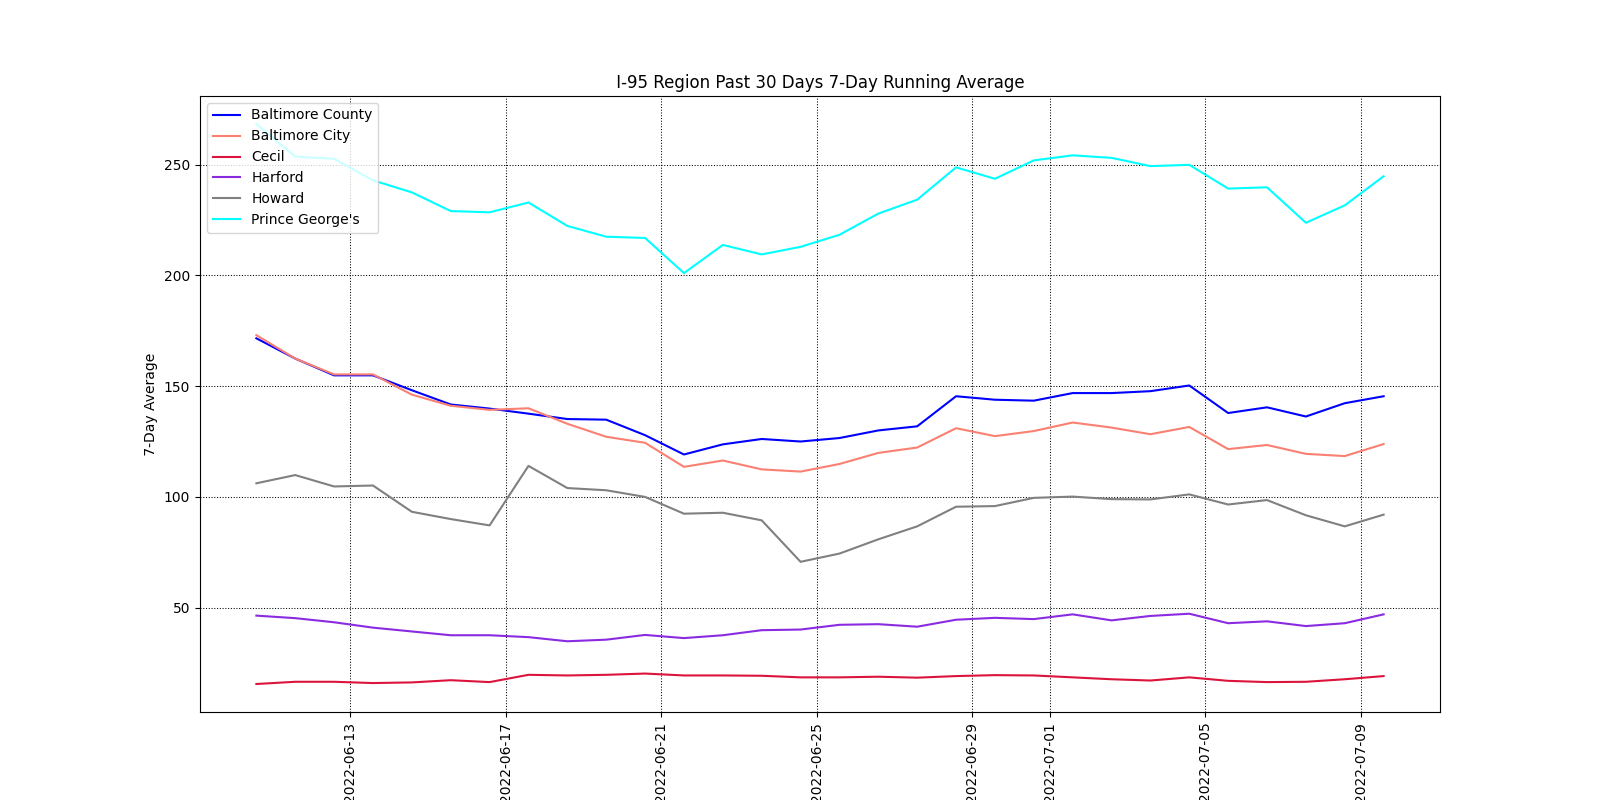 I-95 Region Past 30 Days 7-Day Running Average
Baltimore County
Baltimore City
Cecil
Harford
Howard
Prince George's
7-Day Average
250
200
150
100
50
2022-06-13
2022-06-17
2022-06-21
2022-06-25
2022-06-29
2022-07-01
2022-07-05
2022-07-09